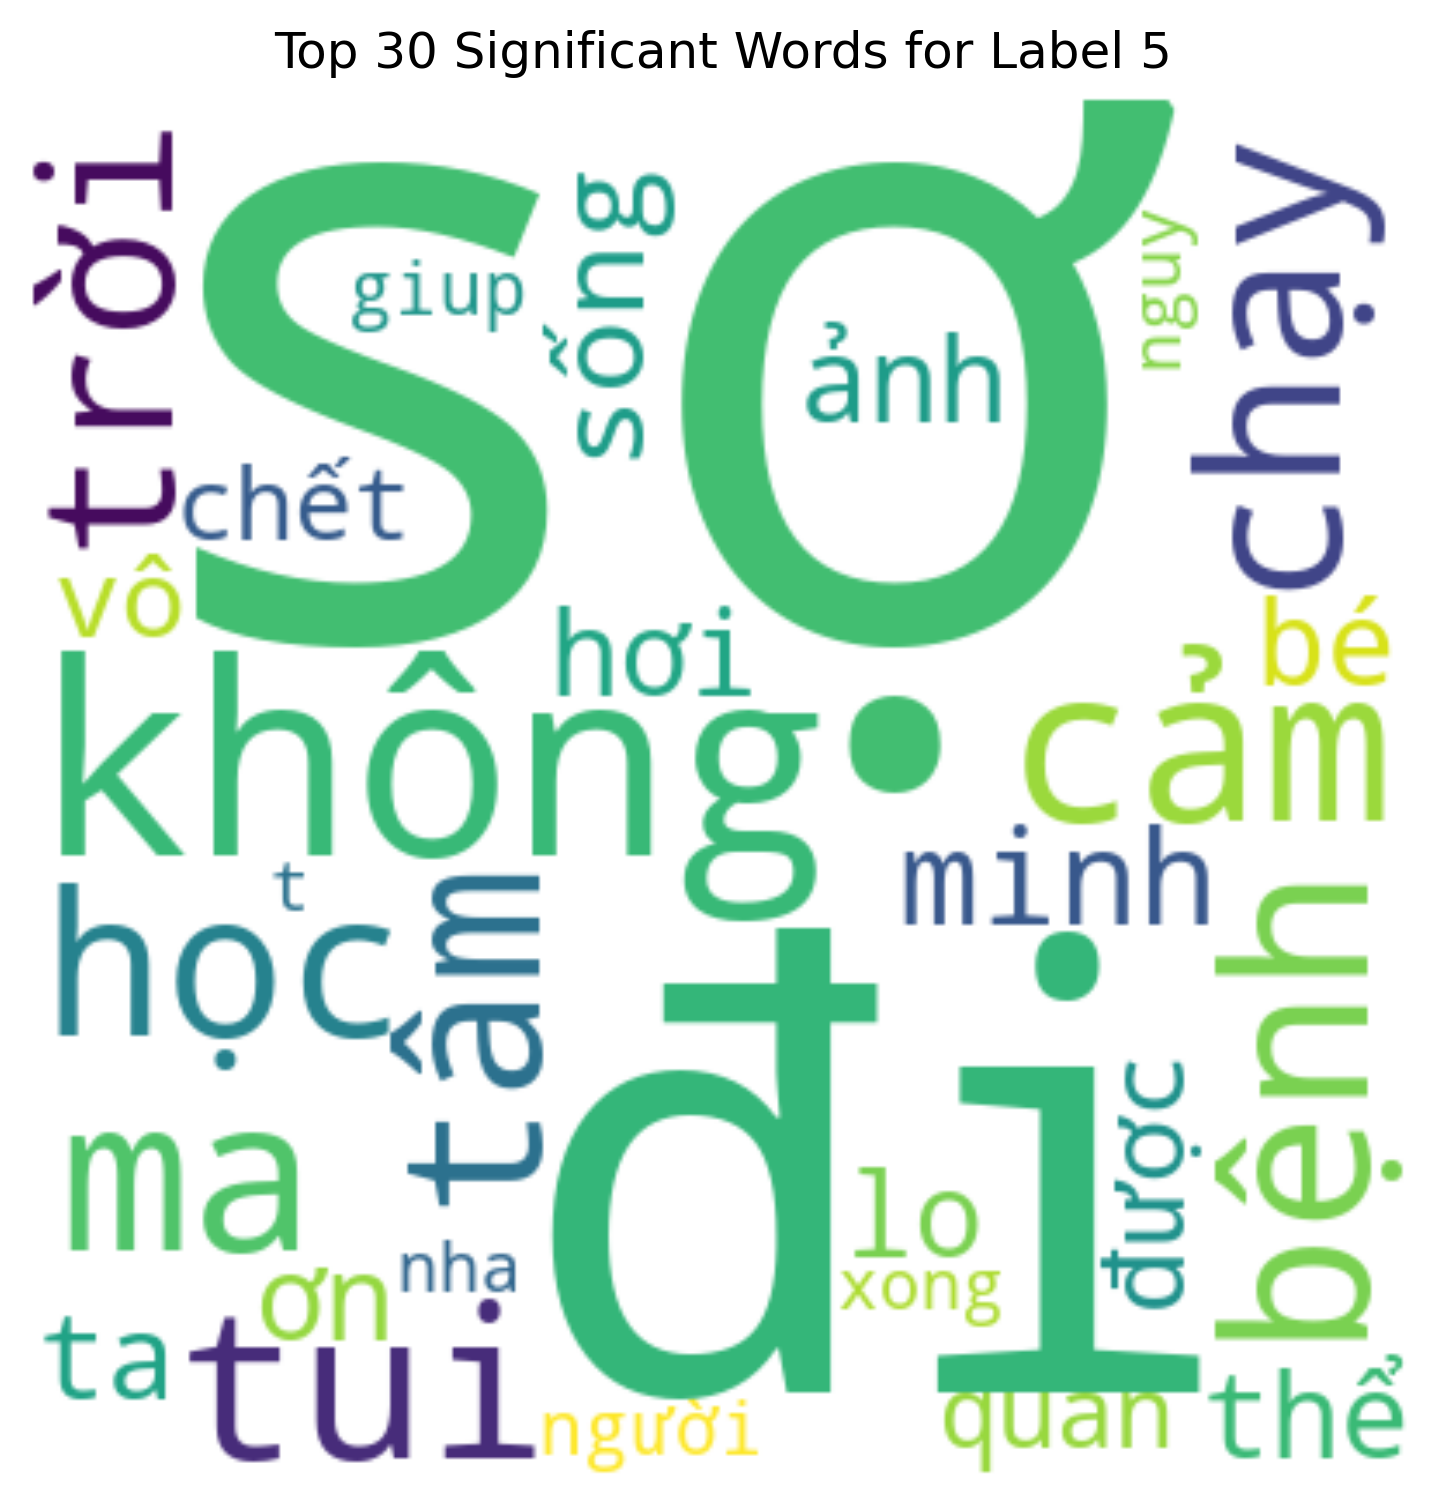 Top 30 Significant Words for Label 5
trời
sợ
giup
sống
ảnh
nguy
chạy
chết
vô
hơi
bé
không
cảm
minh
t
học
tâm
bệnh
đi
được
ma
lo
nha
xong
ơn
ta
tui
người
quan
thể